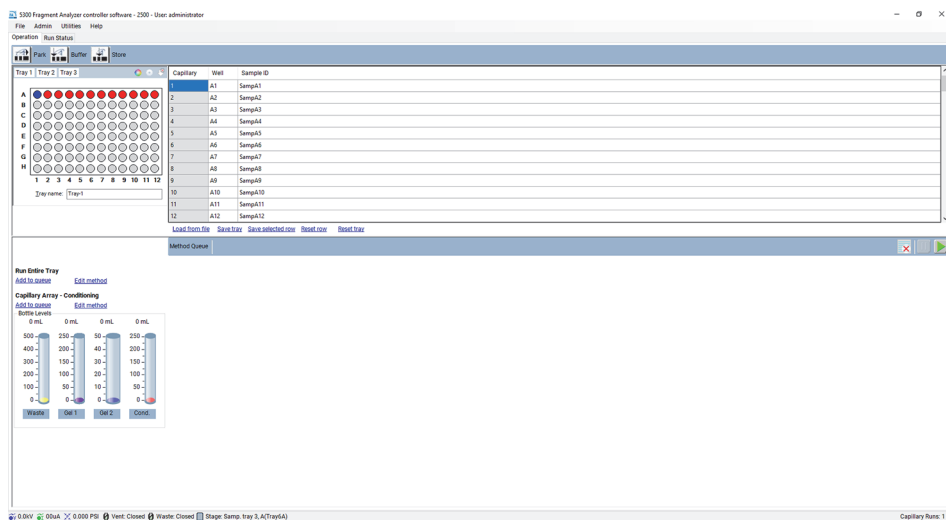 5300 Fragment Analyzer controller software - 2500 - User: administrator
File Admin Utilities Help
Operation Run Status
Park Buffer Store
Tray 1 Tray 2 Tray 3
Capillary Well Sample ID
1 A1 SampA1
2 A2 SampA2
3 A3 SampA3
4 A4 SampA4
5 A5 SampA5
6 A6 SampA6
7 A7 SampA7
8 A8 SampA8
9 A9 SampA9
10 A10 SampA10
11 A11 SampA11
12 A12 SampA12
A
B
C
D
E
F
G
H
1 2 3 4 5 6 7 8 9 10 11 12
Tray name: Tray-1
Load from file Save tray Save selected row Reset row Reset tray
Method Queue
Run Entire Tray
Add to queue Edit method
Capillary Array - Conditioning
Add to queue Edit method
Bottle Levels
0 mL 0 mL 0 mL 0 mL
500 250 50 250
400 200 40 200
300 150 30 150
200 100 20 100
100 50 10 50
0 0 0 0
Waste Gel 1 Gel 2 Cond.
0.0kV 00uA 0.000 PSI Vent: Closed Waste: Closed Stage: Samp. tray 3, A(Tray6A) Capillary Runs: 1